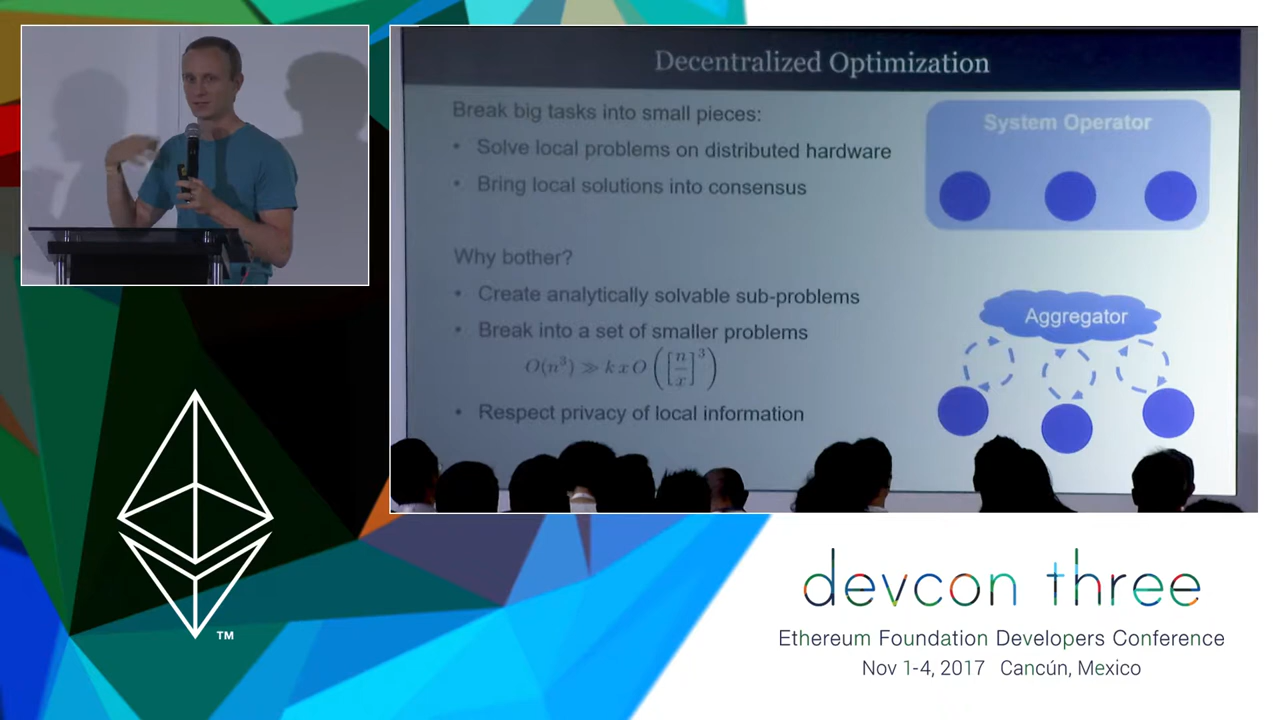 Decentralized Optimization
Break big tasks into small pieces:
• Solve local problems on distributed hardware
• Bring local solutions into consensus
Why bother?
• Create analytically solvable sub-problems
• Break into a set of smaller problems
O(n³) ≫ k x O([n/x]³)
• Respect privacy of local information
System Operator
Aggregator
TM
devcon three
Ethereum Foundation Developers Conference
Nov 1-4, 2017 Cancún, Mexico